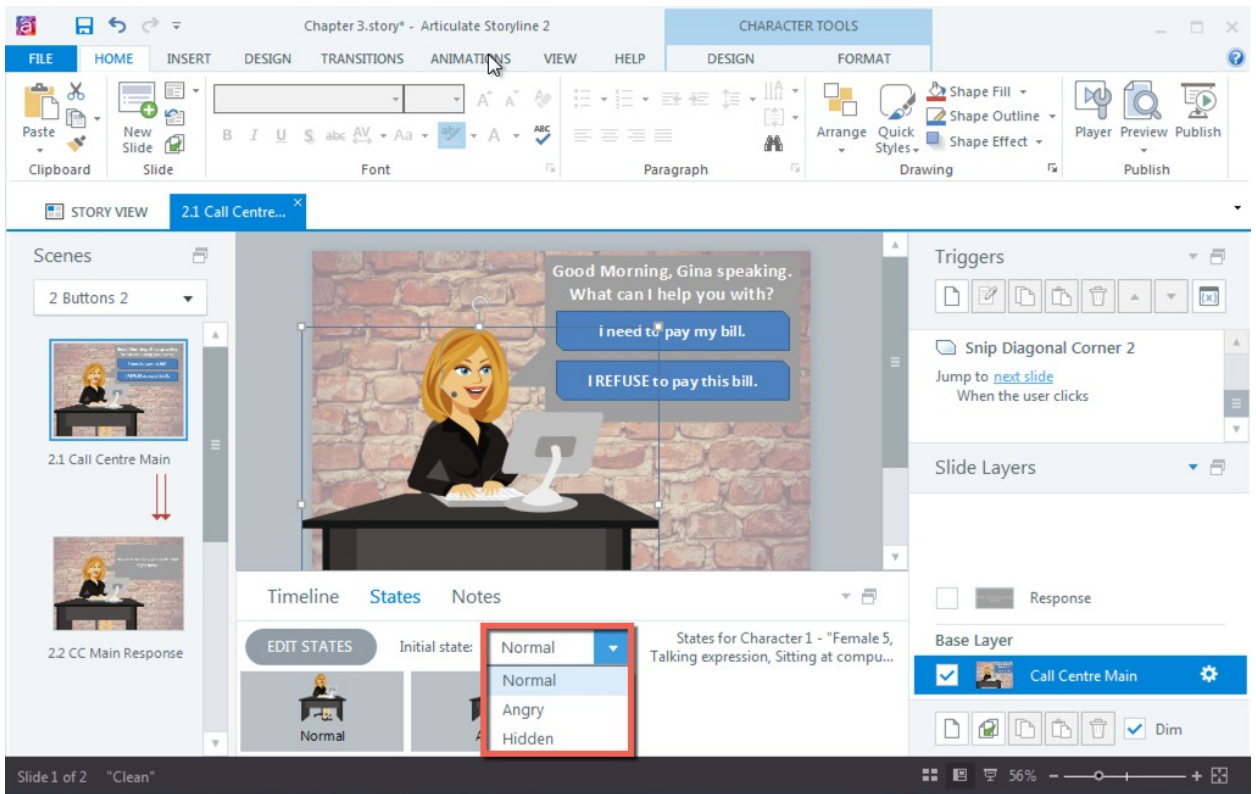 Chapter 3.story* - Articulate Storyline 2
CHARACTER TOOLS
FILE HOME INSERT DESIGN TRANSITIONS ANIMATIONS VIEW HELP DESIGN FORMAT
Paste
New Slide
Clipboard
Slide
B I U S abc AV Aa aby A ABC
Font
Paragraph
Arrange
Quick Styles
Shape Fill
Shape Outline
Shape Effect
Drawing
Player Preview Publish
Publish
STORY VIEW
2.1 Call Centre...
Scenes
2 Buttons 2
2.1 Call Centre Main
2.2 CC Main Response
Good Morning, Gina speaking.
What can I help you with?
i need to pay my bill.
I REFUSE to pay this bill.
Timeline States Notes
EDIT STATES
Initial state:
Normal
Normal
Angry
Hidden
Normal
States for Character 1 - "Female 5,
Talking expression, Sitting at compu...
Triggers
Snip Diagonal Corner 2
Jump to next slide
When the user clicks
Slide Layers
Response
Base Layer
Call Centre Main
Dim
Slide 1 of 2 "Clean"
56%